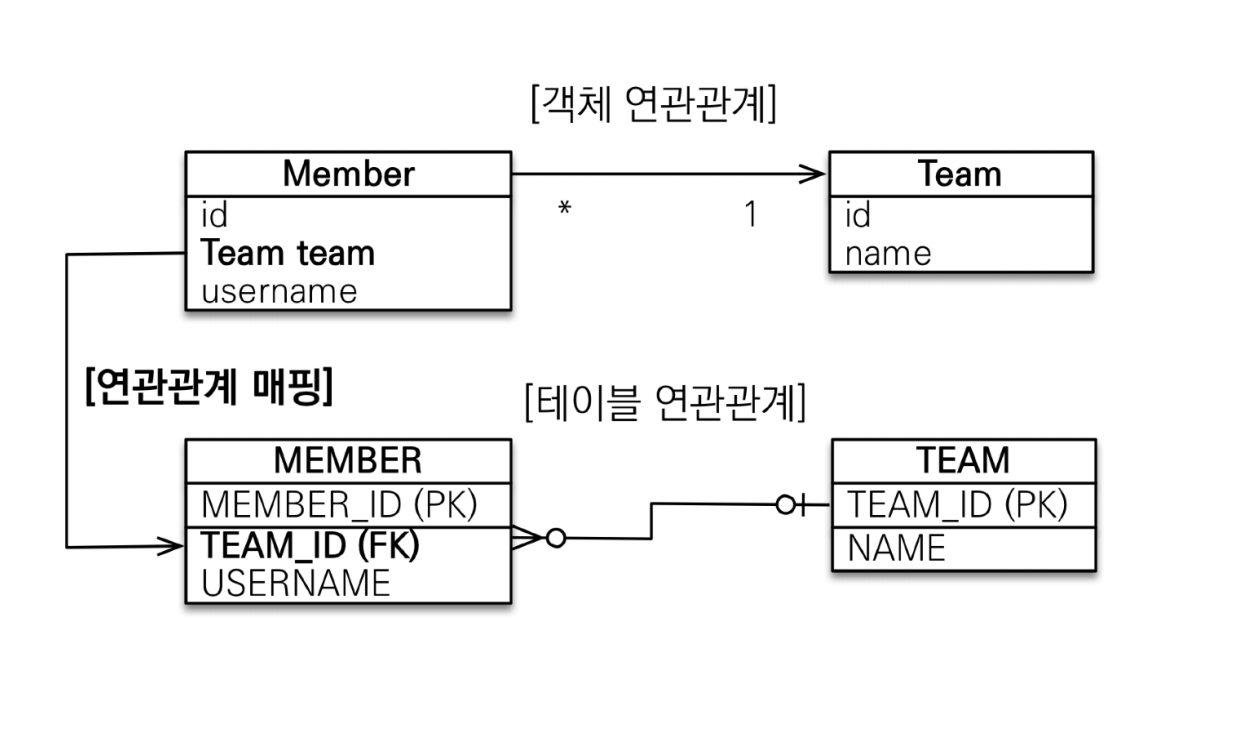 [객체 연관관계]
Member
id
Team team
username
* 1
Team
id
name
[연관관계 매핑]
[테이블 연관관계]
MEMBER
MEMBER_ID (PK)
TEAM_ID (FK)
USERNAME
TEAM
TEAM_ID (PK)
NAME